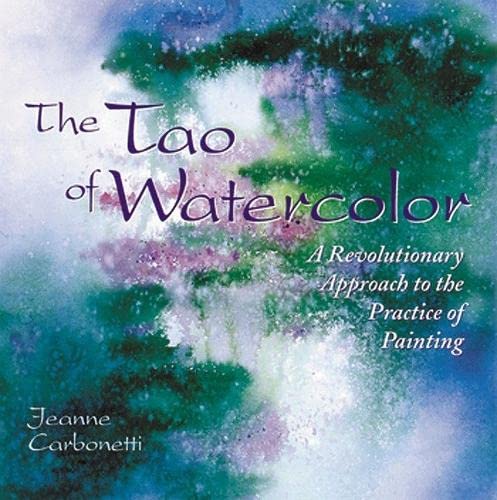 The Tao
of Watercolor
A Revolutionary
Approach to the
Practice of
Painting
Jeanne
Carbonetti